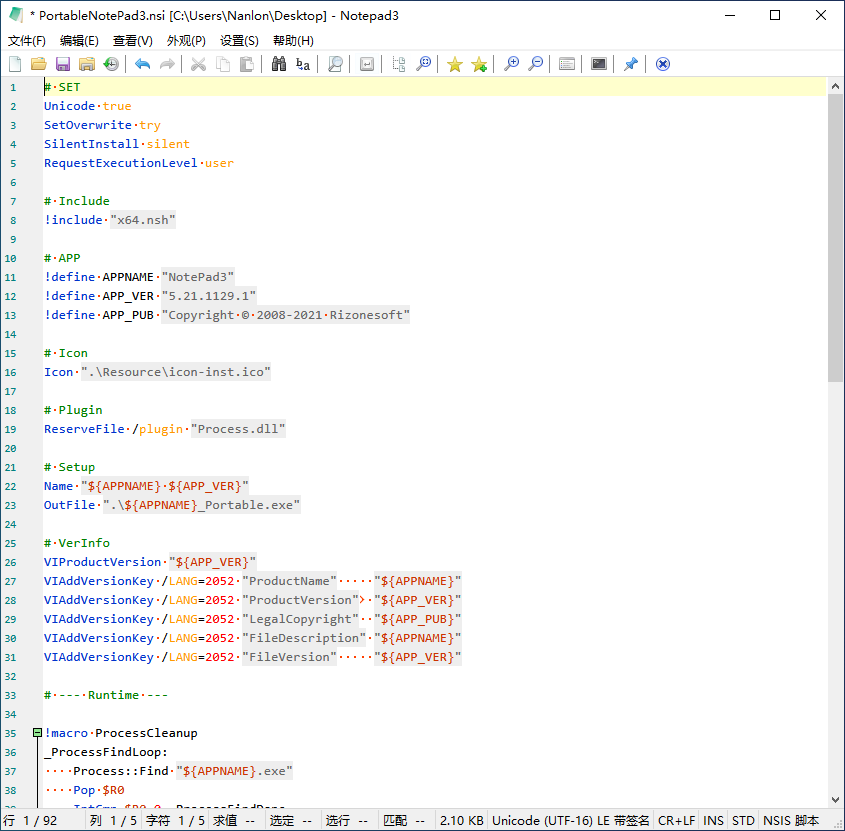 * PortableNotePad3.nsi [C:\Users\Nanlon\Desktop] - Notepad3
文件(F) 编辑(E) 查看(V) 外观(P) 设置(S) 帮助(H)
1 # SET
2 Unicode true
3 SetOverwrite try
4 SilentInstall silent
5 RequestExecutionLevel user
6
7 # Include
8 !include "x64.nsh"
9
10 # APP
11 !define APPNAME "NotePad3"
12 !define APP_VER "5.21.1129.1"
13 !define APP_PUB "Copyright © 2008-2021 Rizonesoft"
14
15 # Icon
16 Icon ".\Resource\icon-inst.ico"
17
18 # Plugin
19 ReserveFile /plugin "Process.dll"
20
21 # Setup
22 Name "${APPNAME} ${APP_VER}"
23 OutFile ".\${APPNAME}_Portable.exe"
24
25 # VerInfo
26 VIProductVersion "${APP_VER}"
27 VIAddVersionKey /LANG=2052 "ProductName"     "${APPNAME}"
28 VIAddVersionKey /LANG=2052 "ProductVersion"  "${APP_VER}"
29 VIAddVersionKey /LANG=2052 "LegalCopyright"  "${APP_PUB}"
30 VIAddVersionKey /LANG=2052 "FileDescription" "${APPNAME}"
31 VIAddVersionKey /LANG=2052 "FileVersion"     "${APP_VER}"
32
33 # --- Runtime ---
34
35 !macro ProcessCleanup
36 _ProcessFindLoop:
37     Process::Find "${APPNAME}.exe"
38     Pop $R0
行 1 / 92 列 1 / 5 字符 1 / 5 求值 -- 选定 -- 选行 -- 匹配 -- 2.10 KB Unicode (UTF-16) LE 带签名 CR+LF INS STD NSIS 脚本